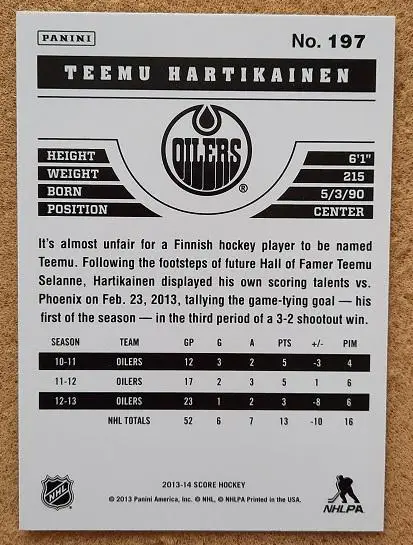 PANINI
No. 197
TEEMU HARTIKAINEN
OILERS
®
HEIGHT 6'1"
WEIGHT 215
BORN 5/3/90
POSITION CENTER
It's almost unfair for a Finnish hockey player to be named
Teemu. Following the footsteps of future Hall of Famer Teemu
Selanne, Hartikainen displayed his own scoring talents vs.
Phoenix on Feb. 23, 2013, tallying the game-tying goal — his
first of the season — in the third period of a 3-2 shootout win.
SEASON TEAM GP G A PTS +/- PIM
10-11 OILERS 12 3 2 5 -3 4
11-12 OILERS 17 2 3 5 1 6
12-13 OILERS 23 1 2 3 -8 6
NHL TOTALS 52 6 7 13 -10 16
2013-14 SCORE HOCKEY
© 2013 Panini America, Inc. © NHL, © NHLPA Printed in the USA.
NHL
NHLPA